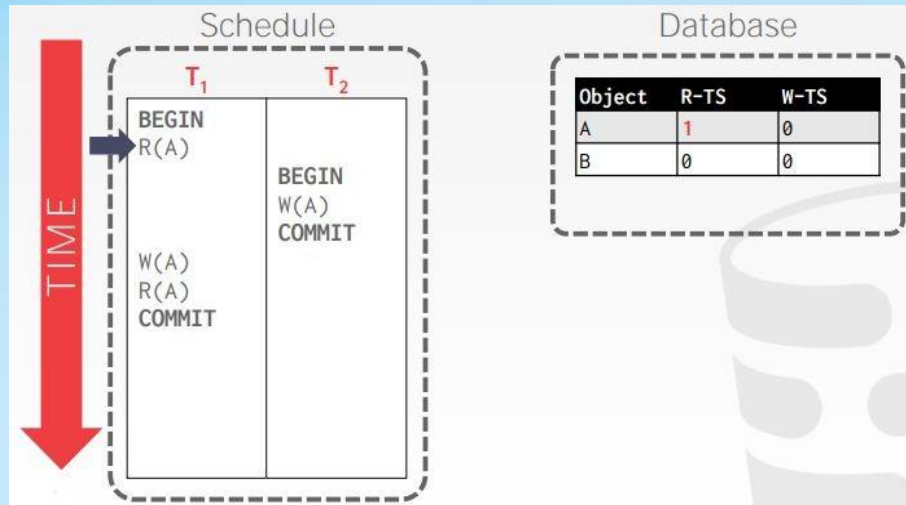 Schedule
Database
TIME
T1 T2
BEGIN
R(A)
BEGIN
W(A)
COMMIT
W(A)
R(A)
COMMIT
Object R-TS W-TS
A 1 0
B 0 0